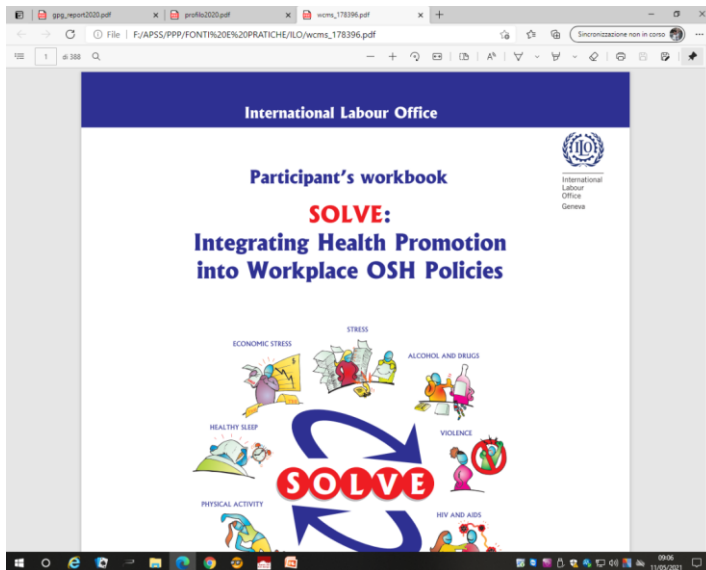 gpg_report2020.pdf
profilo2020.pdf
wcms_178396.pdf
File
F:/APSS/PPP/FONTI%20E%20PRATICHE/ILO/wcms_178396.pdf
Sincronizzazione non in corso
1 di 388
International Labour Office
ILO
International
Labour
Office
Geneva
Participant's workbook
SOLVE:
Integrating Health Promotion
into Workplace OSH Policies
STRESS
ECONOMIC STRESS
ALCOHOL AND DRUGS
HEALTHY SLEEP
VIOLENCE
SOLVE
PHYSICAL ACTIVITY
HIV AND AIDS
09:06
11/05/2021